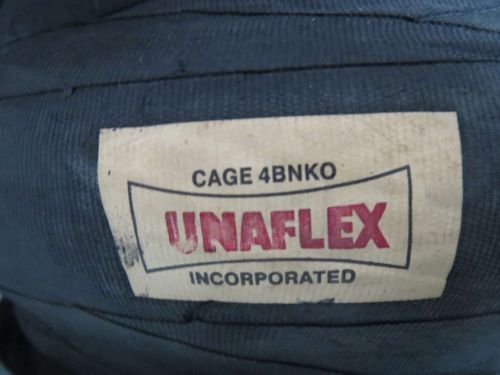 CAGE 4BNKO
UNAFLEX
INCORPORATED